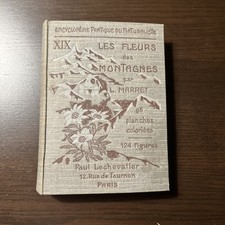 ENCYCLOPÉDIE PRATIQUE DU NATURALISTE
XIX
LES FLEURS
des
MONTAGNES
par
L. MARRET
planches
coloriées
124 figures
Paul Lechevalier
12, Rue de Tournon
PARIS